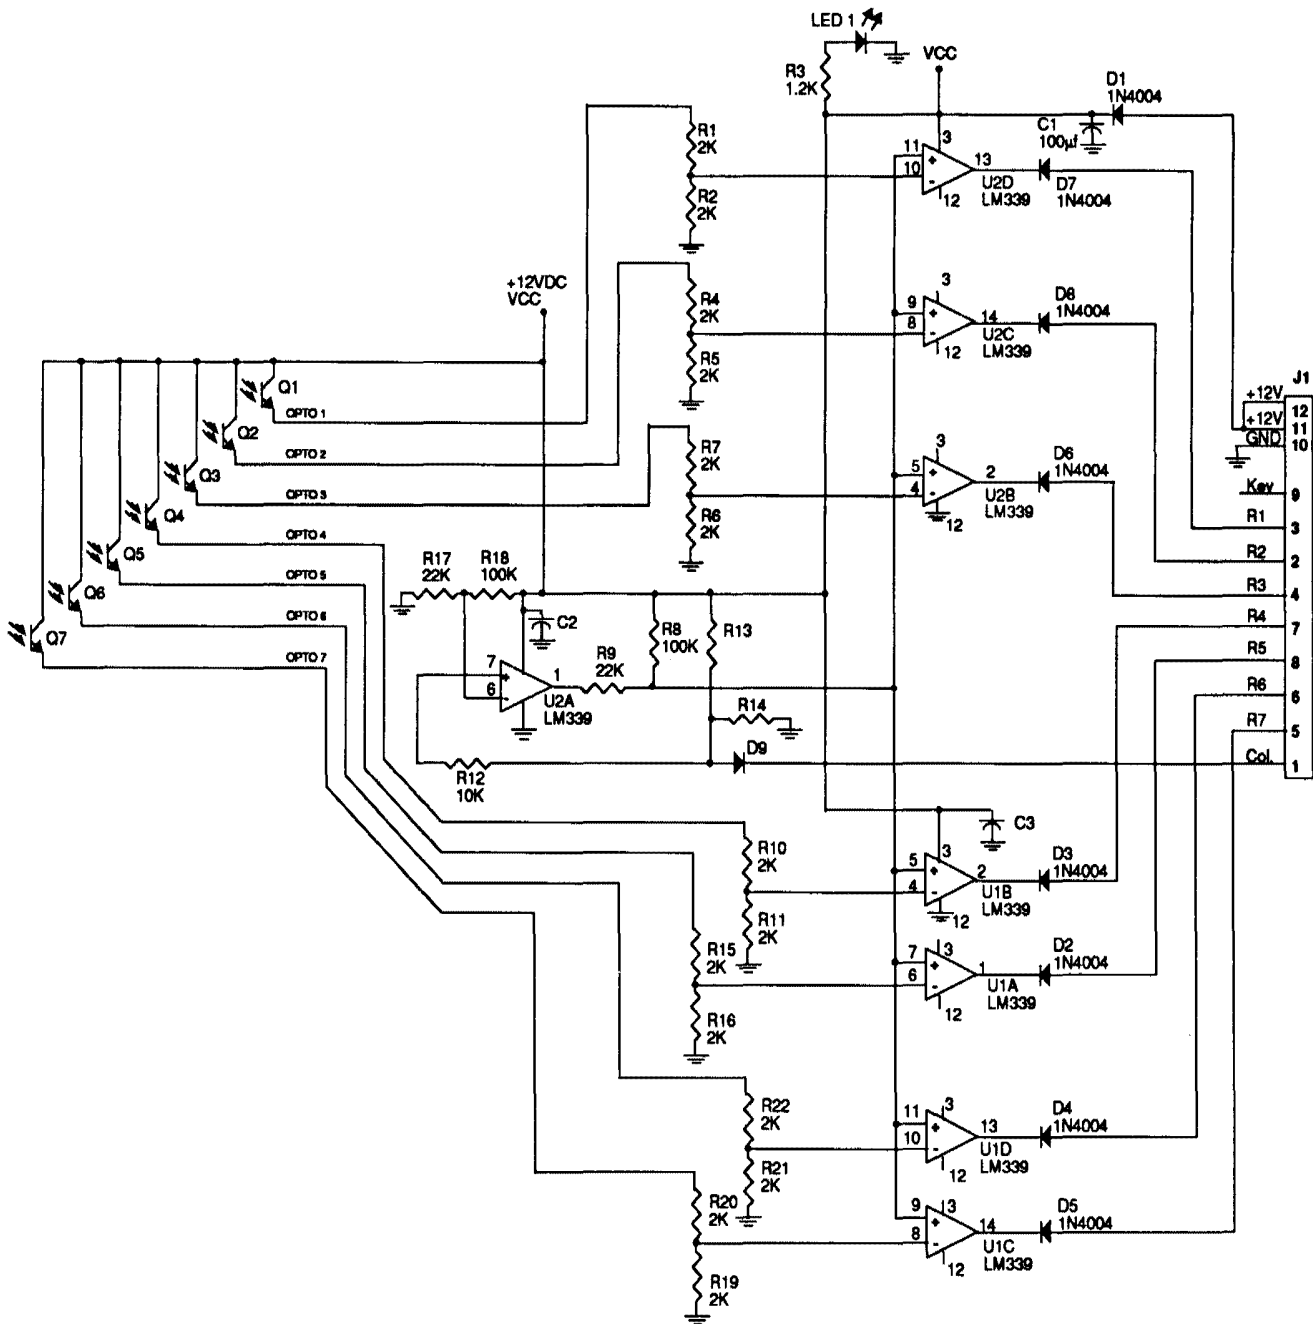 LED 1
R3
1.2K
VCC
D1
1N4004
C1
100µf
R1
2K
R2
2K
11
10
3
13
12
U2D
LM339
D7
1N4004
+12VDC
VCC
R4
2K
R5
2K
9
8
3
14
12
U2C
LM339
D8
1N4004
Q1
OPTO 1
Q2
OPTO 2
Q3
OPTO 3
Q4
OPTO 4
Q5
OPTO 5
Q6
OPTO 6
Q7
OPTO 7
R7
2K
R6
2K
5
4
3
2
12
U2B
LM339
D6
1N4004
J1
+12V
12
+12V
11
GND
10
Key
9
R1
3
R2
2
R3
4
R4
7
R5
8
R6
6
R7
5
Col.
1
R17
22K
R18
100K
C2
7
6
1
U2A
LM339
R9
22K
R8
100K
R13
R14
D9
R12
10K
C3
R10
2K
R11
2K
5
4
3
2
12
U1B
LM339
D3
1N4004
R15
2K
R16
2K
7
6
3
1
12
U1A
LM339
D2
1N4004
R22
2K
R21
2K
11
10
3
13
12
U1D
LM339
D4
1N4004
R20
2K
R19
2K
9
8
3
14
12
U1C
LM339
D5
1N4004